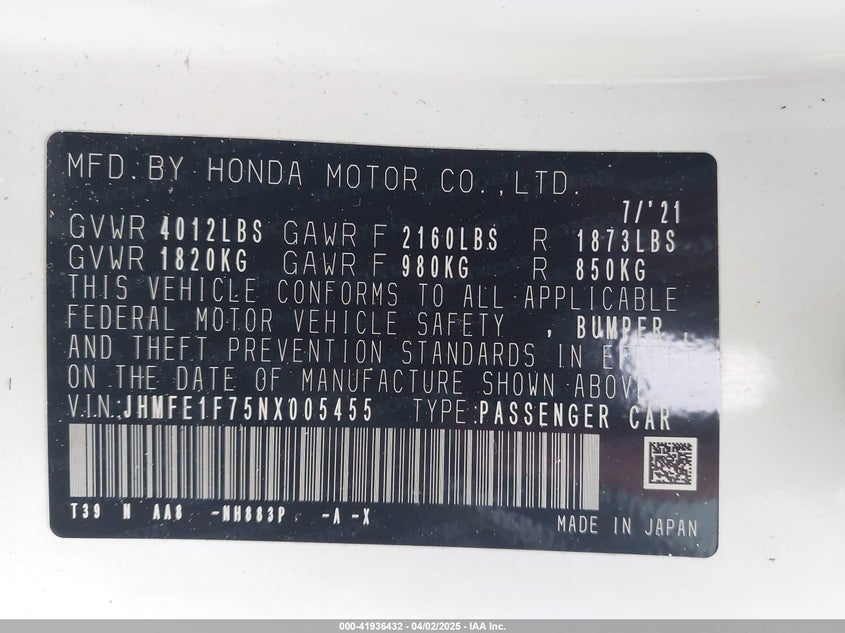 MFD. BY HONDA MOTOR CO., LTD.
7/'21
GVWR 4012LBS GAWR F 2160LBS R 1873LBS
GVWR 1820KG GAWR F 980KG R 850KG
THIS VEHICLE CONFORMS TO ALL APPLICABLE
FEDERAL MOTOR VEHICLE SAFETY , BUMPER ,
AND THEFT PREVENTION STANDARDS IN EFFECT
ON THE DATE OF MANUFACTURE SHOWN ABOVE
V.I.N.: JHMFE1F75NX005455 TYPE: PASSENGER CAR
T39 N AA8 -NH883P -A -X
MADE IN JAPAN
000-41936432 - 04/02/2025 - IAA Inc.